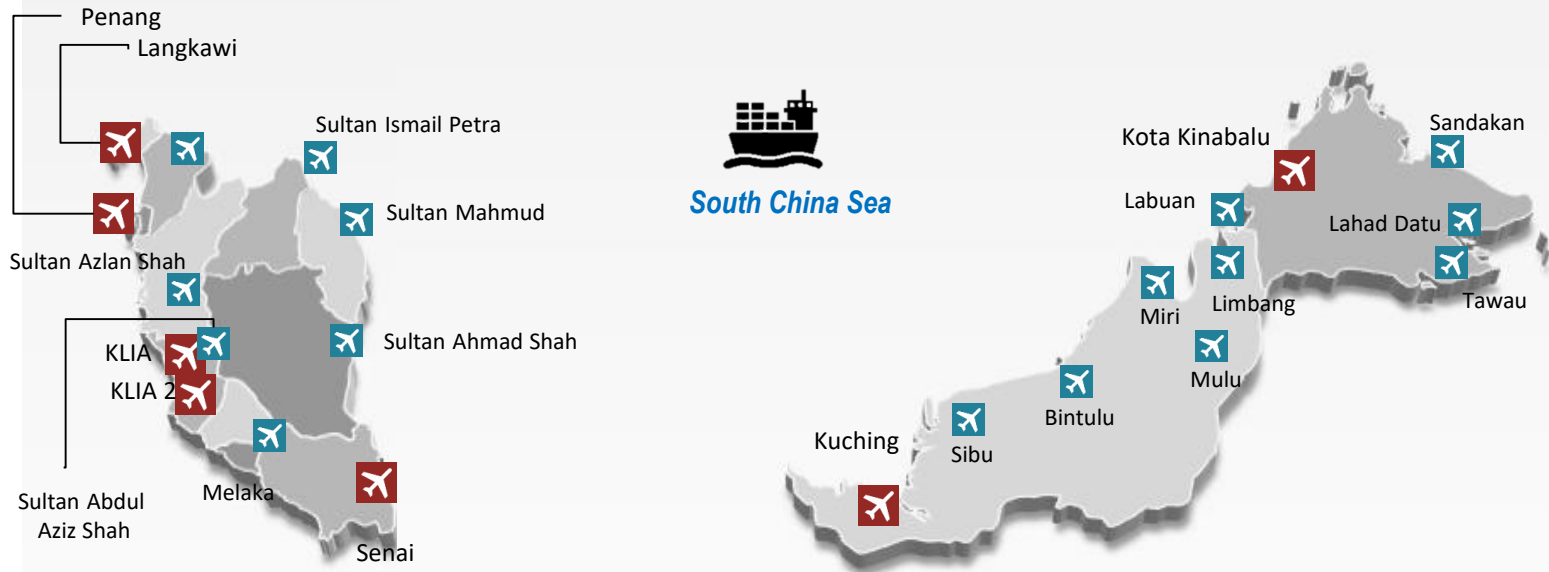 Penang
Langkawi
Sultan Ismail Petra
Sultan Mahmud
Sultan Azlan Shah
KLIA
Sultan Ahmad Shah
KLIA 2
Sultan Abdul
Aziz Shah
Melaka
Senai
South China Sea
Sandakan
Kota Kinabalu
Labuan
Lahad Datu
Limbang
Tawau
Miri
Mulu
Bintulu
Kuching
Sibu